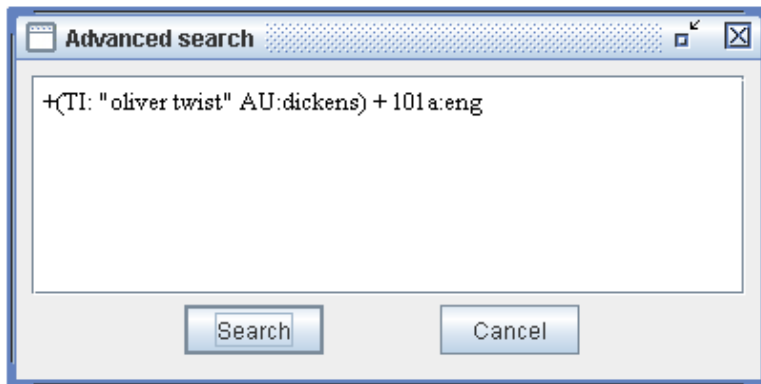 Advanced search
+(TI: "oliver twist" AU:dickens) + 101a:eng
Search
Cancel